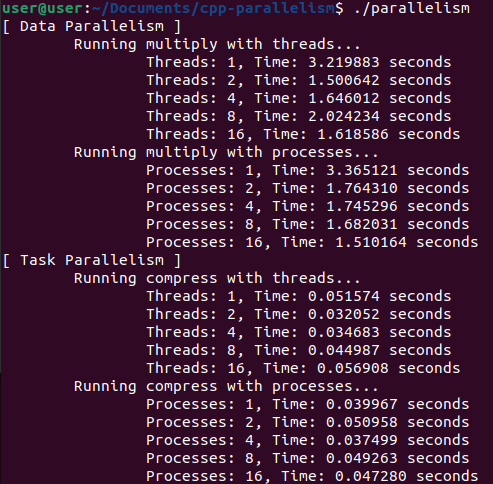 user@user:~/Documents/cpp-parallelism$ ./parallelism
[ Data Parallelism ]
Running multiply with threads...
Threads: 1, Time: 3.219883 seconds
Threads: 2, Time: 1.500642 seconds
Threads: 4, Time: 1.646012 seconds
Threads: 8, Time: 2.024234 seconds
Threads: 16, Time: 1.618586 seconds
Running multiply with processes...
Processes: 1, Time: 3.365121 seconds
Processes: 2, Time: 1.764310 seconds
Processes: 4, Time: 1.745296 seconds
Processes: 8, Time: 1.682031 seconds
Processes: 16, Time: 1.510164 seconds
[ Task Parallelism ]
Running compress with threads...
Threads: 1, Time: 0.051574 seconds
Threads: 2, Time: 0.032052 seconds
Threads: 4, Time: 0.034683 seconds
Threads: 8, Time: 0.044987 seconds
Threads: 16, Time: 0.056908 seconds
Running compress with processes...
Processes: 1, Time: 0.039967 seconds
Processes: 2, Time: 0.050958 seconds
Processes: 4, Time: 0.037499 seconds
Processes: 8, Time: 0.049263 seconds
Processes: 16, Time: 0.047280 seconds